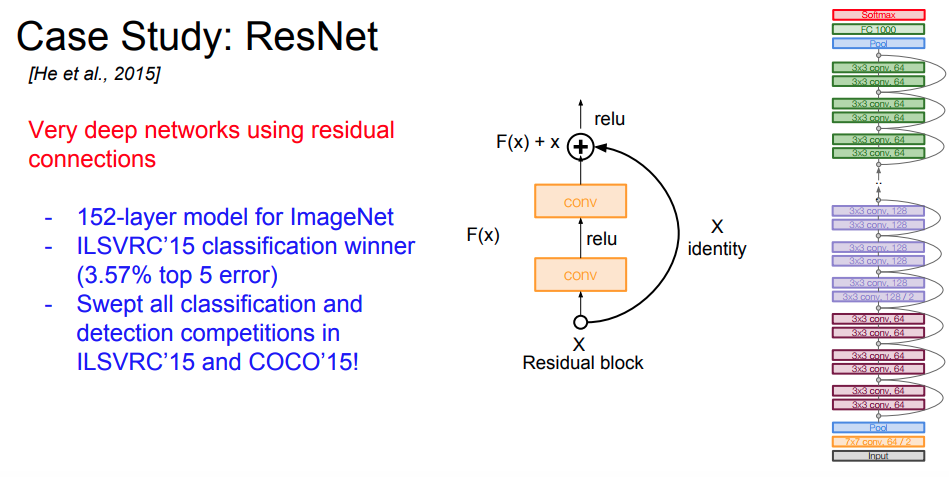 Case Study: ResNet
[He et al., 2015]
Very deep networks using residual
connections
- 152-layer model for ImageNet
- ILSVRC’15 classification winner
(3.57% top 5 error)
- Swept all classification and
detection competitions in
ILSVRC’15 and COCO’15!
relu
F(x) + x
conv
F(x)
relu
X
identity
conv
X
Residual block
Softmax
FC 1000
Pool
3x3 conv, 64
3x3 conv, 64
3x3 conv, 64
3x3 conv, 64
3x3 conv, 64
3x3 conv, 64
..
3x3 conv, 128
3x3 conv, 128
3x3 conv, 128
3x3 conv, 128
3x3 conv, 128
3x3 conv, 128 / 2
3x3 conv, 64
3x3 conv, 64
3x3 conv, 64
3x3 conv, 64
3x3 conv, 64
3x3 conv, 64
Pool
7x7 conv, 64 / 2
Input